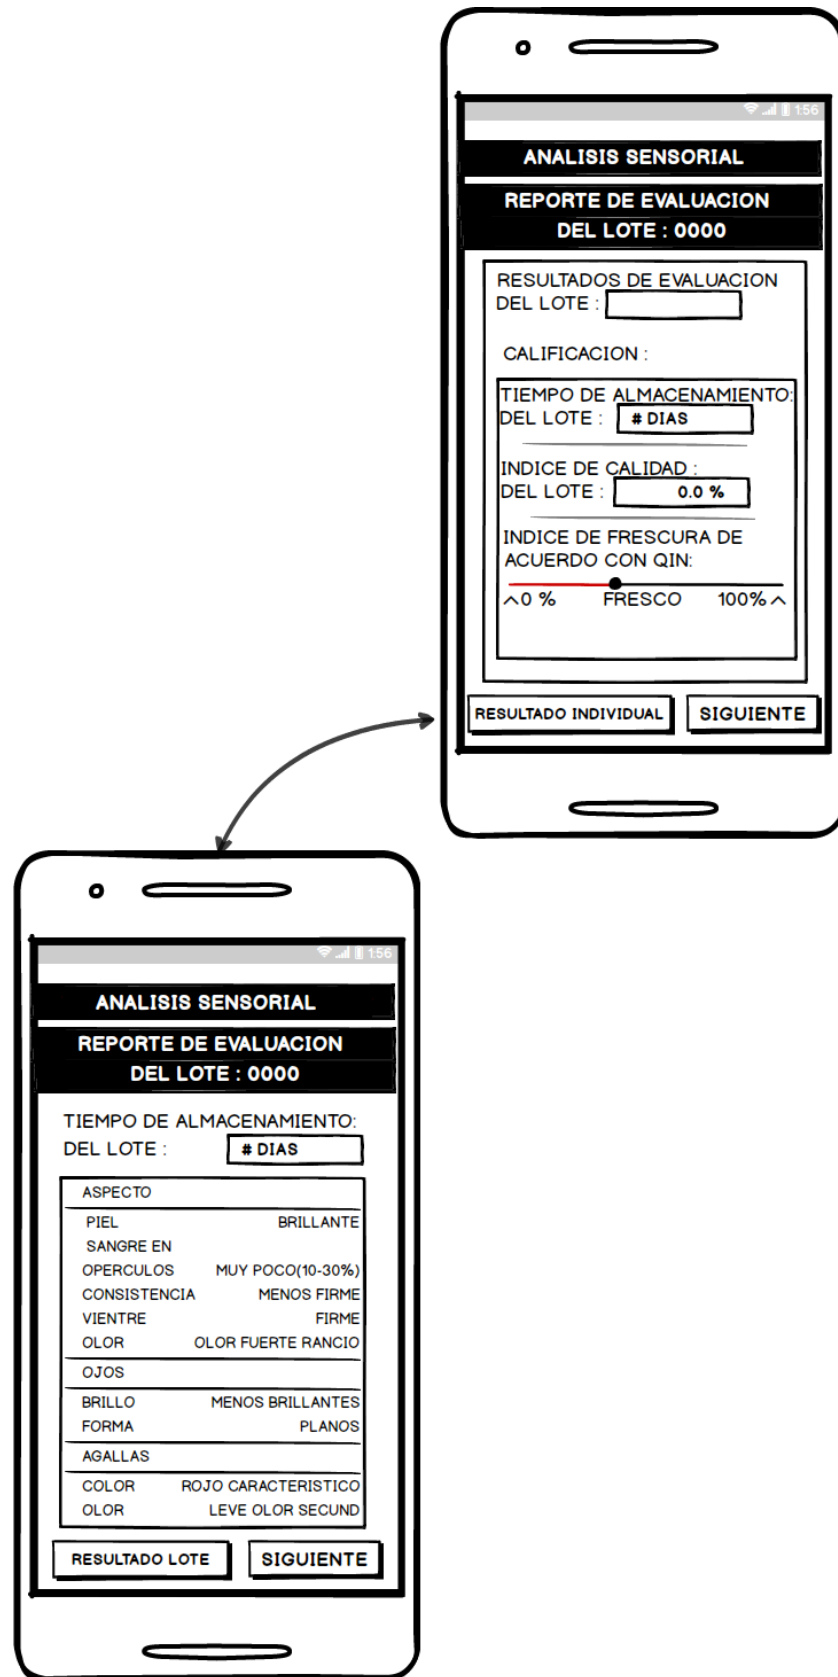 1:56
ANALISIS SENSORIAL
REPORTE DE EVALUACION
DEL LOTE : 0000
RESULTADOS DE EVALUACION
DEL LOTE :
CALIFICACION :
TIEMPO DE ALMACENAMIENTO:
DEL LOTE : # DIAS
INDICE DE CALIDAD :
DEL LOTE : 0.0 %
INDICE DE FRESCURA DE
ACUERDO CON QIN:
0 % FRESCO 100%
RESULTADO INDIVIDUAL SIGUIENTE
1:56
ANALISIS SENSORIAL
REPORTE DE EVALUACION
DEL LOTE : 0000
TIEMPO DE ALMACENAMIENTO:
DEL LOTE : # DIAS
ASPECTO
PIEL BRILLANTE
SANGRE EN
OPERCULOS MUY POCO(10-30%)
CONSISTENCIA MENOS FIRME
VIENTRE FIRME
OLOR OLOR FUERTE RANCIO
OJOS
BRILLO MENOS BRILLANTES
FORMA PLANOS
AGALLAS
COLOR ROJO CARACTERISTICO
OLOR LEVE OLOR SECUND
RESULTADO LOTE SIGUIENTE